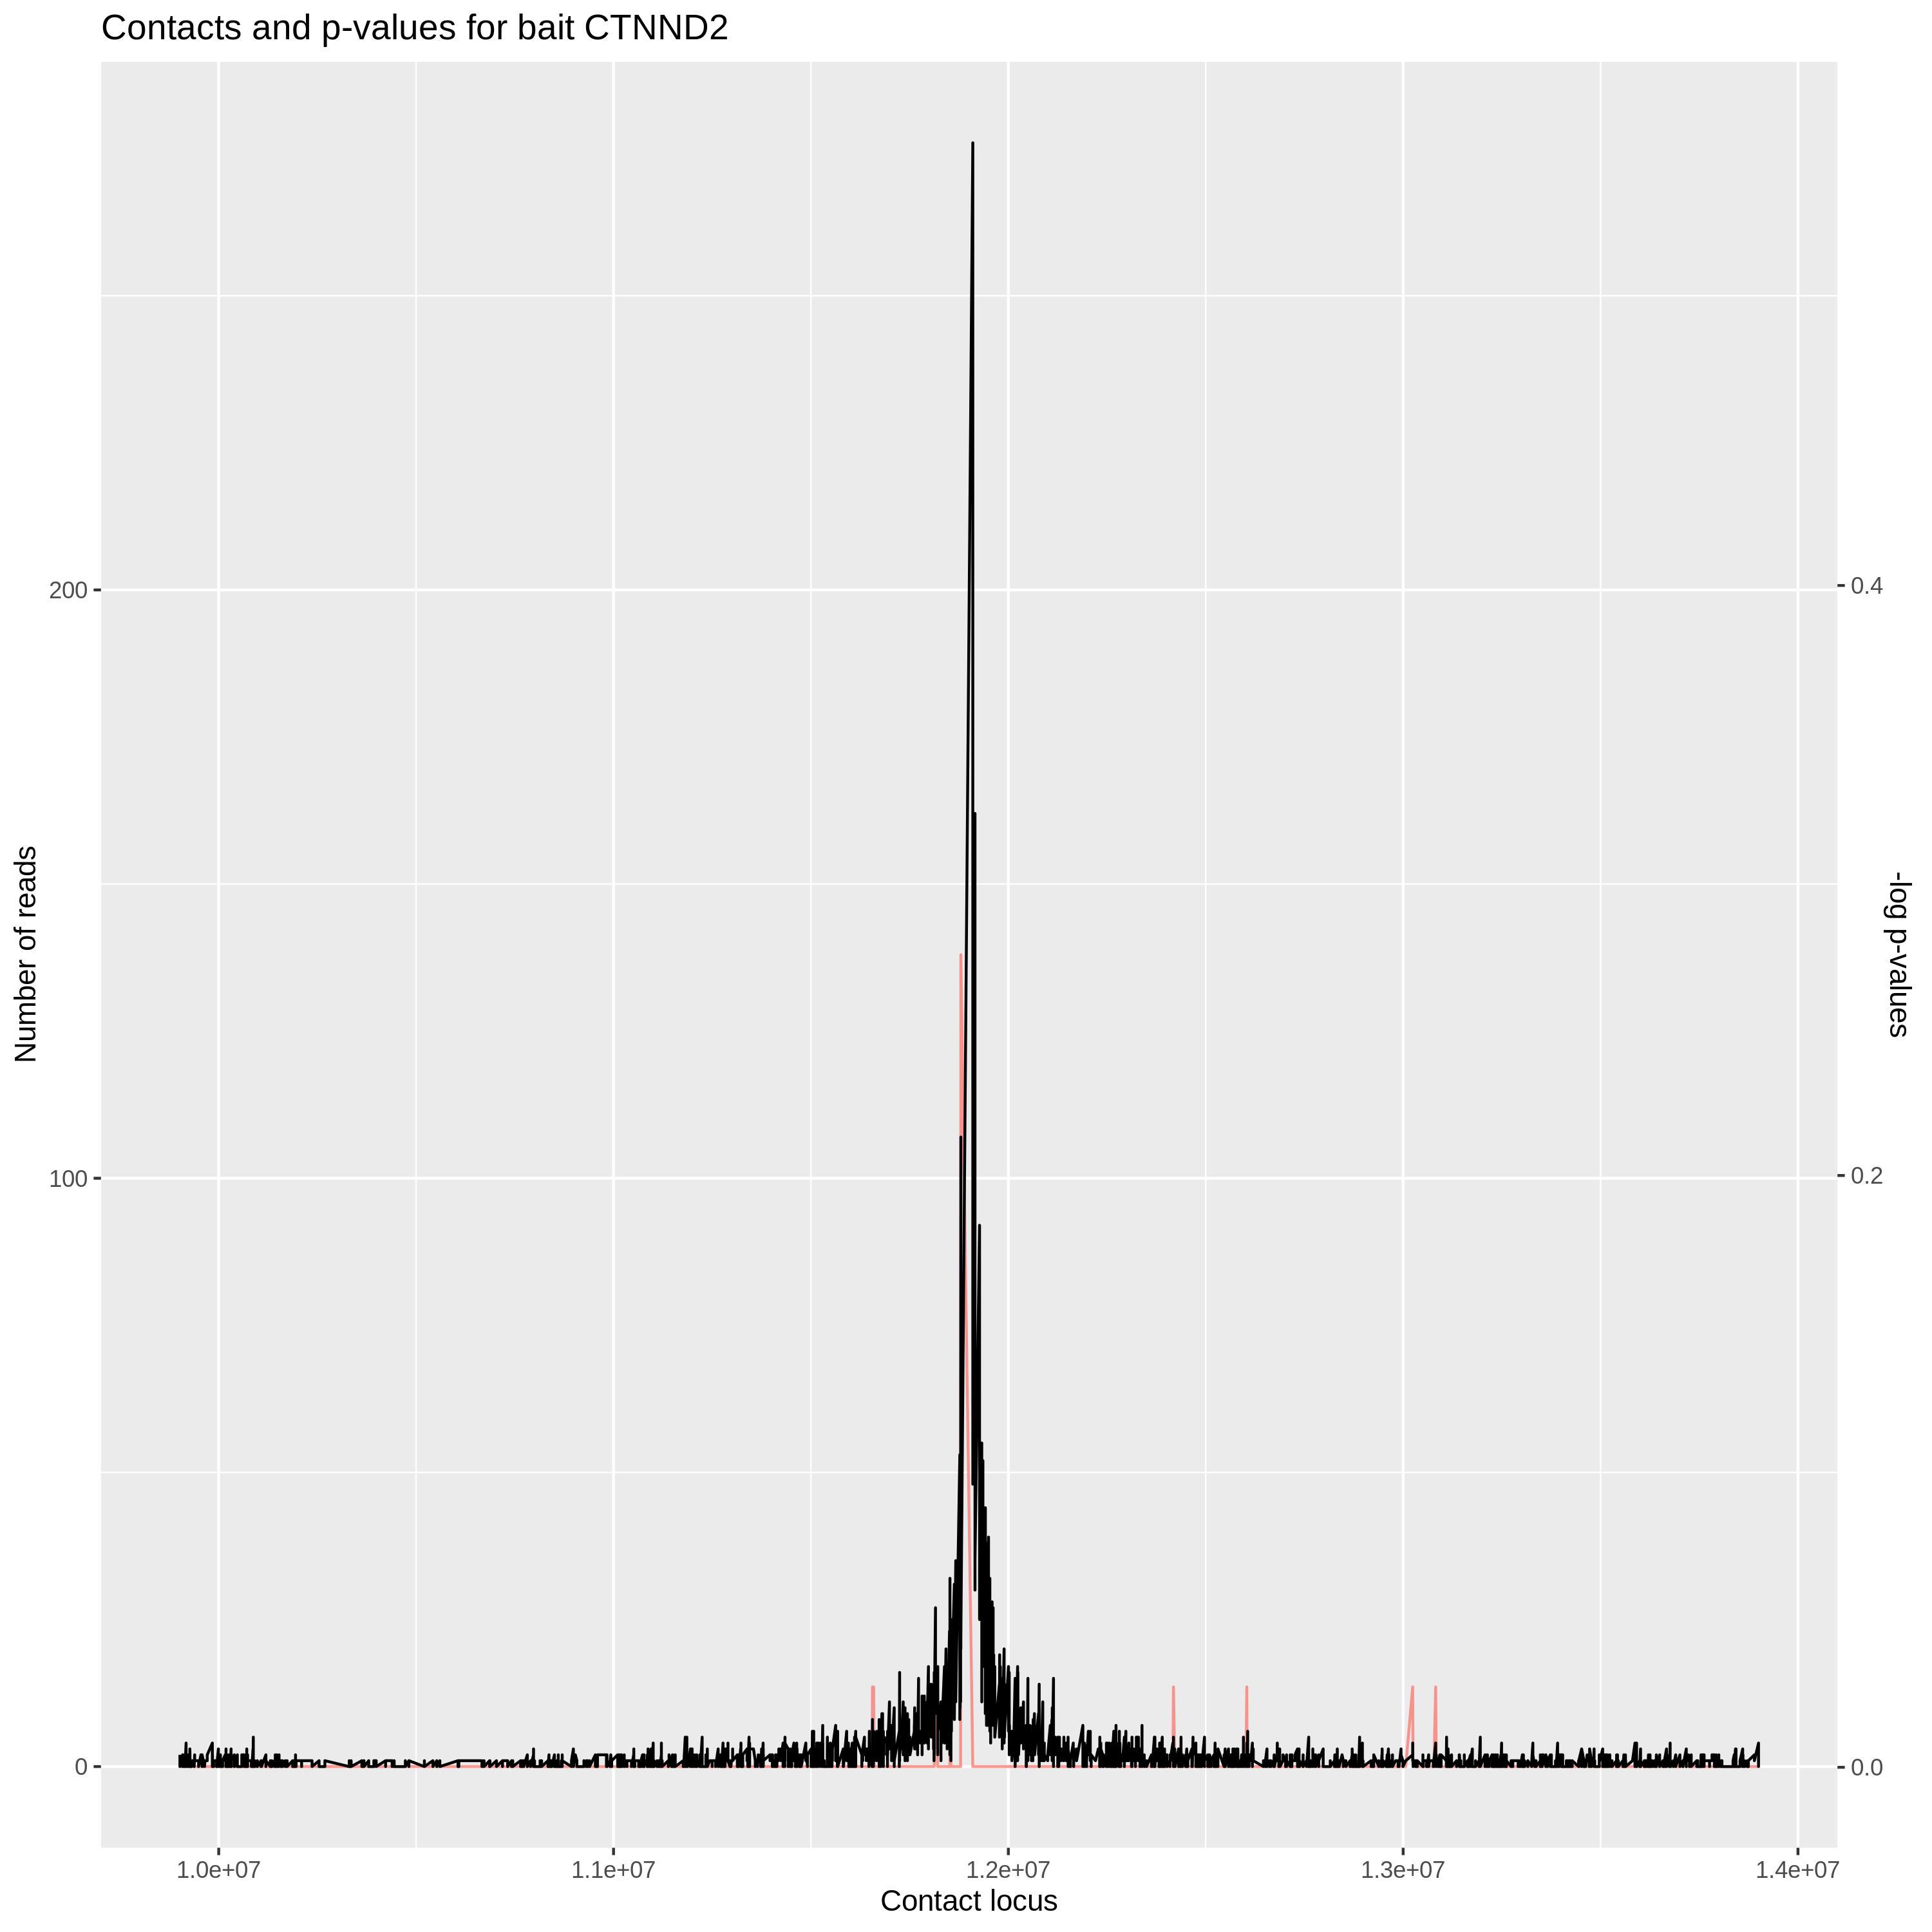 Contacts and p-values for bait CTNND2
Number of reads
200
100
0
0.4
0.2
0.0
-log p-values
1.0e+07
1.1e+07
1.2e+07
1.3e+07
1.4e+07
Contact locus